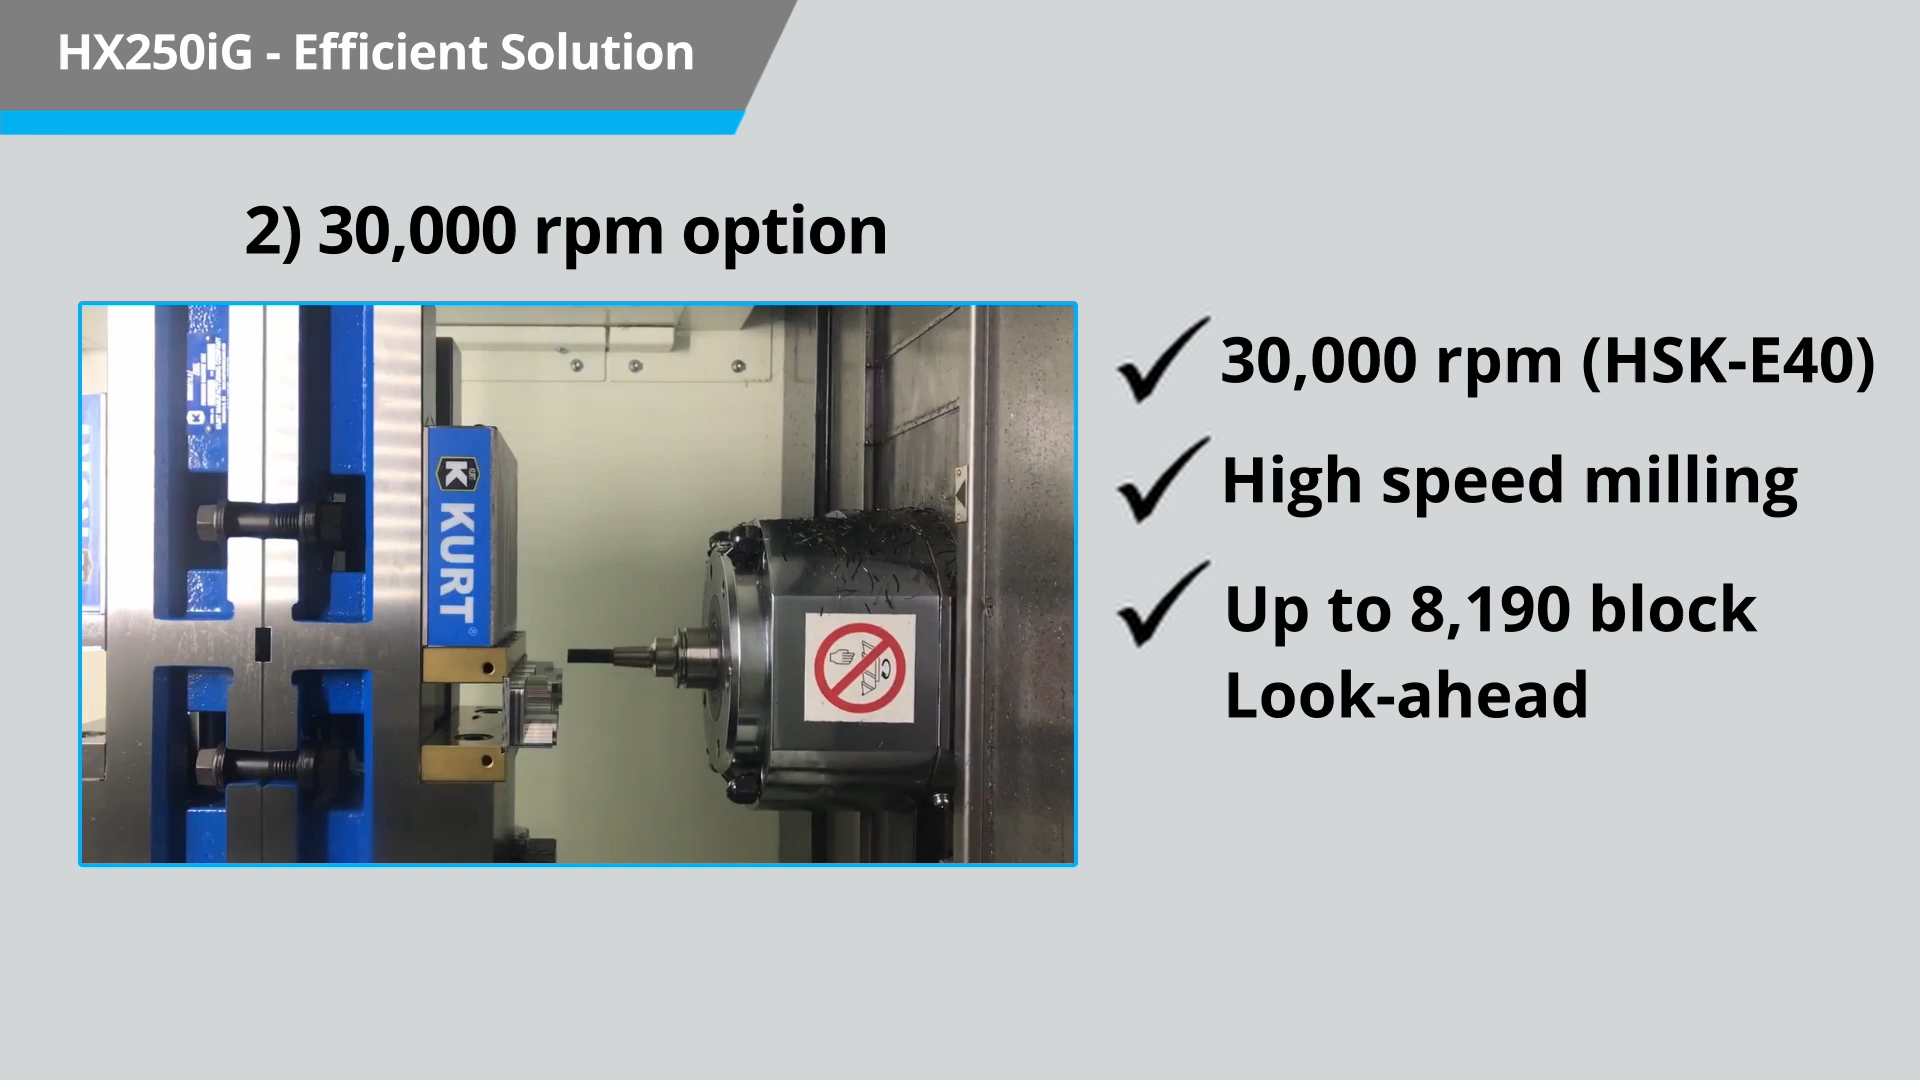 HX250iG - Efficient Solution
2) 30,000 rpm option
30,000 rpm (HSK-E40)
High speed milling
Up to 8,190 block
Look-ahead
KURT